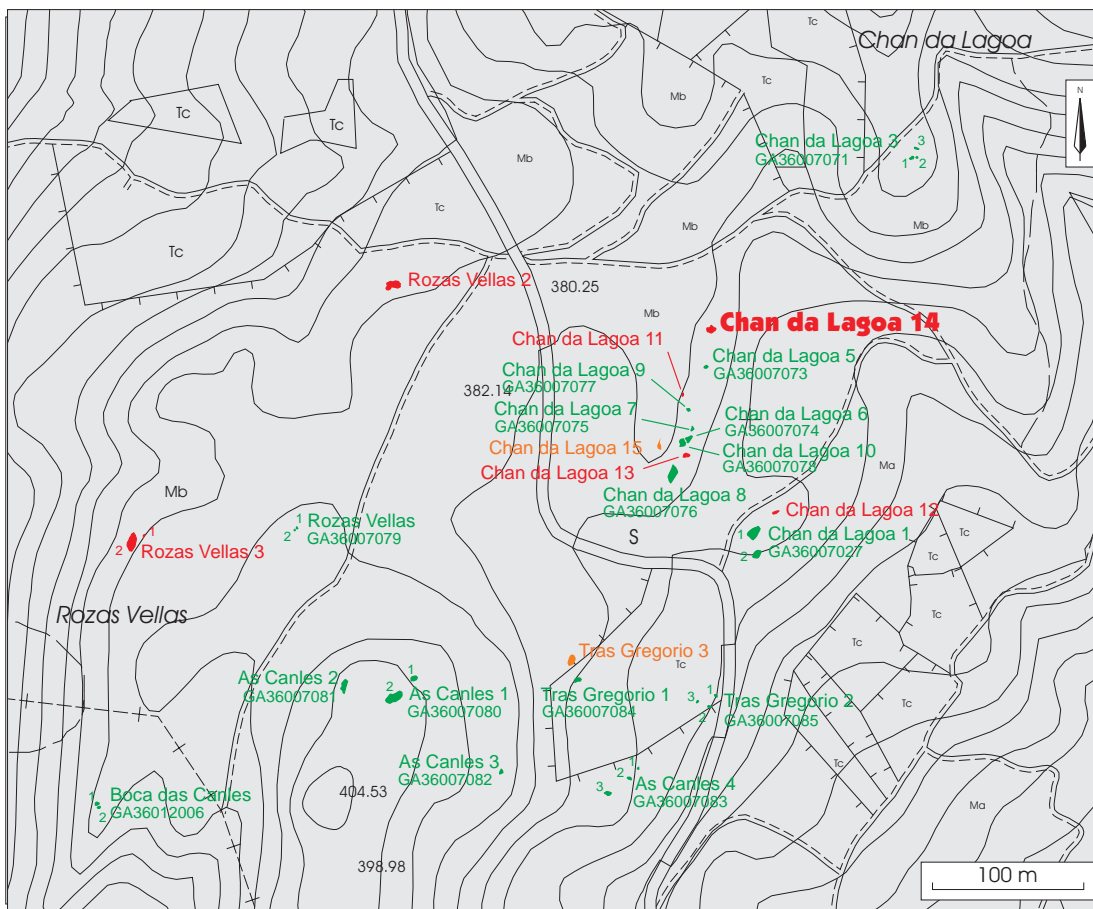 Chan da Lagoa
N
Tc
Tc
Tc
Mb
Mb
Tc
Tc
Tc
Mb
Mb
Mb
Chan da Lagoa 3
GA36007071
3
1
2
Rozas Vellas 2
380.25
Mb
Chan da Lagoa 14
Chan da Lagoa 11
Chan da Lagoa 5
GA36007073
Chan da Lagoa 9
GA36007077
382.14
Chan da Lagoa 7
GA36007075
Chan da Lagoa 6
GA36007074
Chan da Lagoa 15
Chan da Lagoa 10
GA36007078
Chan da Lagoa 13
Ma
Chan da Lagoa 8
GA36007076
Mb
Chan da Lagoa 12
1
2
Rozas Vellas 3
1
2
Rozas Vellas
GA36007079
S
1
2
Chan da Lagoa 1
GA36007027
Tc
Tc
Tc
Tc
Tc
Tc
Rozas Vellas
Tras Gregorio 3
Tc
As Canles 2
GA36007081
1
2
As Canles 1
GA36007080
Tras Gregorio 1
GA36007084
1
3
2
Tras Gregorio 2
GA36007085
As Canles 3
GA36007082
1
2
3
As Canles 4
GA36007083
404.53
1
2
Boca das Canles
GA36012006
Ma
398.98
100 m